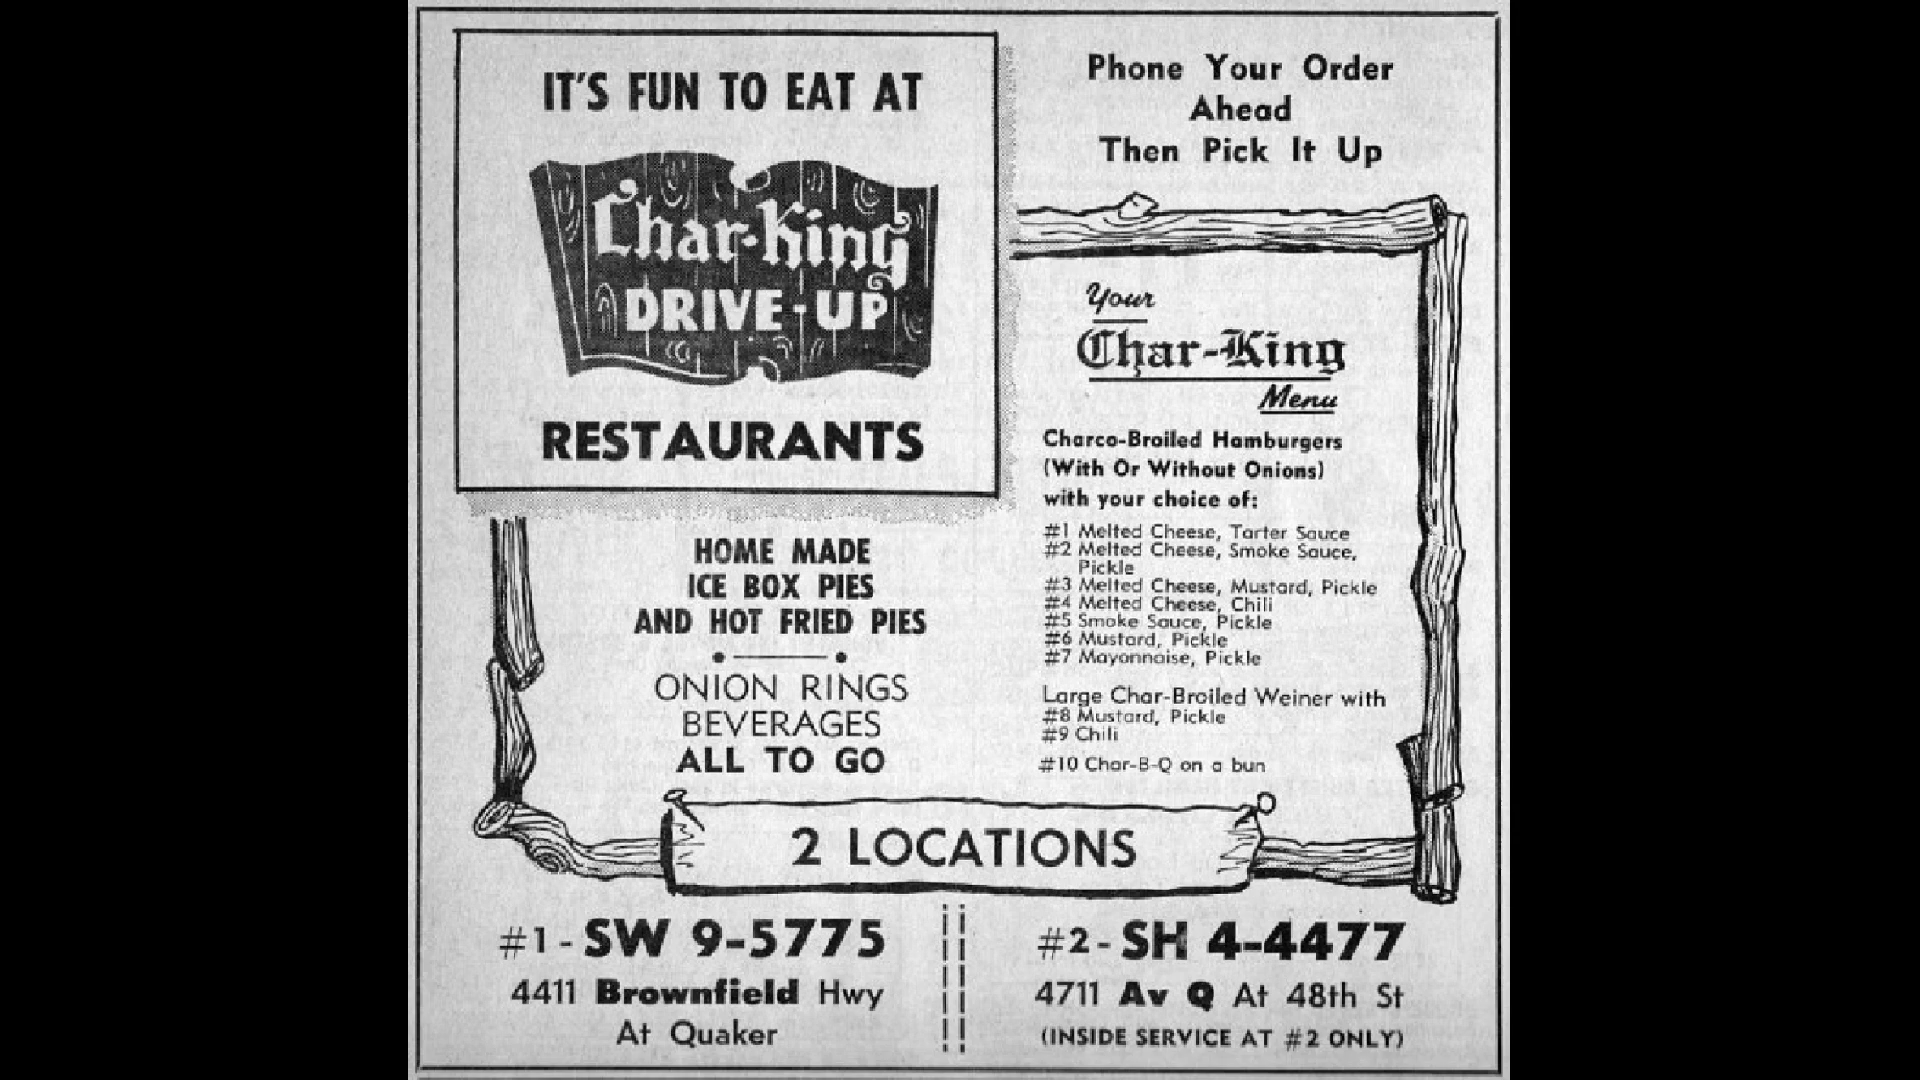 IT'S FUN TO EAT AT
Char-King
DRIVE-UP
RESTAURANTS
Phone Your Order
Ahead
Then Pick It Up
Your
Char-King
Menu
Charco-Broiled Hamburgers
(With Or Without Onions)
with your choice of:
#1 Melted Cheese, Tarter Sauce
#2 Melted Cheese, Smoke Sauce,
Pickle
#3 Melted Cheese, Mustard, Pickle
#4 Melted Cheese, Chili
#5 Smoke Sauce, Pickle
#6 Mustard, Pickle
#7 Mayonnaise, Pickle
Large Char-Broiled Weiner with
#8 Mustard, Pickle
#9 Chili
#10 Char-B-Q on a bun
HOME MADE
ICE BOX PIES
AND HOT FRIED PIES
ONION RINGS
BEVERAGES
ALL TO GO
2 LOCATIONS
#1 - SW 9-5775
4411 Brownfield Hwy
At Quaker
#2 - SH 4-4477
4711 Av Q At 48th St
(INSIDE SERVICE AT #2 ONLY)